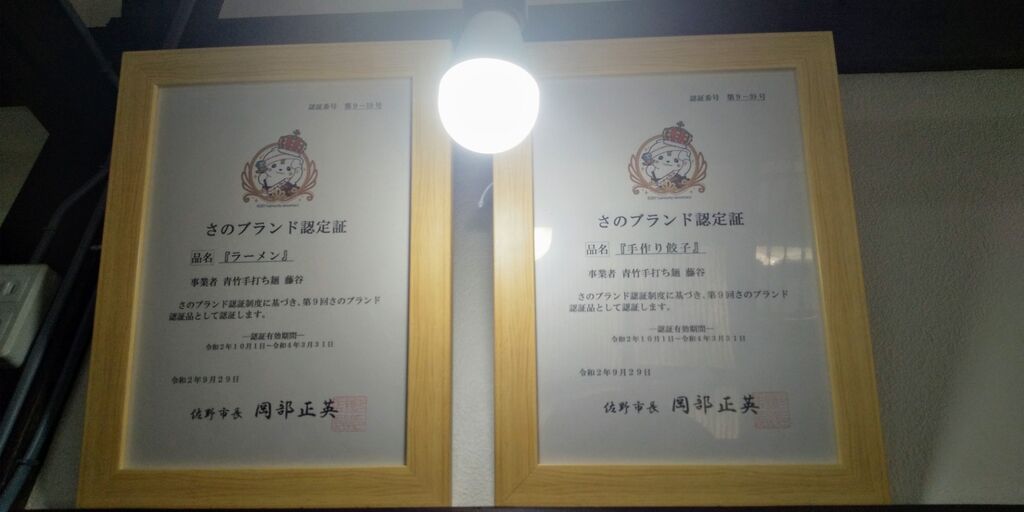 認証番号 第9-
さのブランド認定証
品名 『ラーメン』
事業者 青竹手打ち麺 藤谷
さのブランド認証制度に基づき、第9回さのブランド
認証品として認証します。
―認証有効期間―
令和2年10月1日~令和4年3月31日
令和2年9月29日
佐野市長 岡部正英
認証番号 第9-
さのブランド認定証
品名 『手作り餃子』
事業者 青竹手打ち麺 藤谷
さのブランド認証制度に基づき、第9回さのブランド
認証品として認証します。
―認証有効期間―
令和2年10月1日~令和4年3月31日
令和2年9月29日
佐野市長 岡部正英